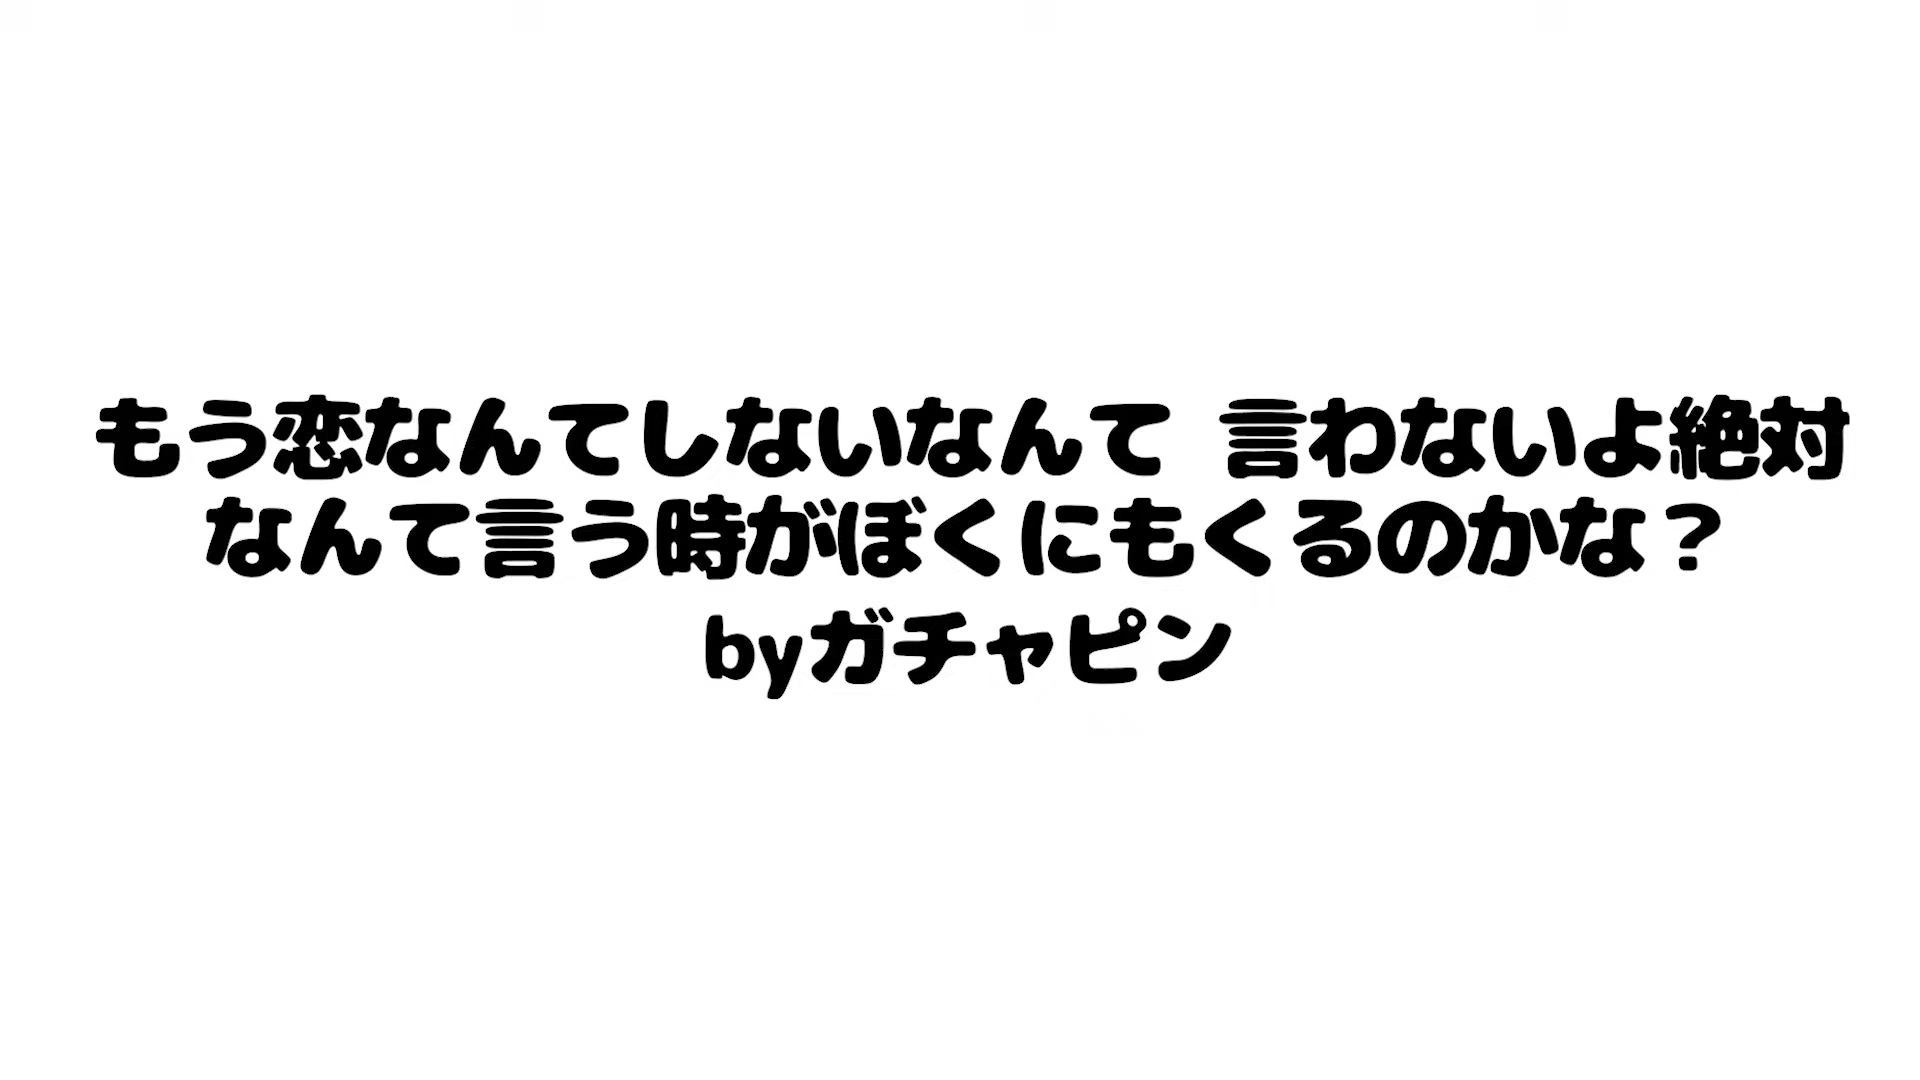 もう恋なんてしないなんて 言わないよ絶対
なんて言う時がぼくにもくるのかな？
byガチャピン